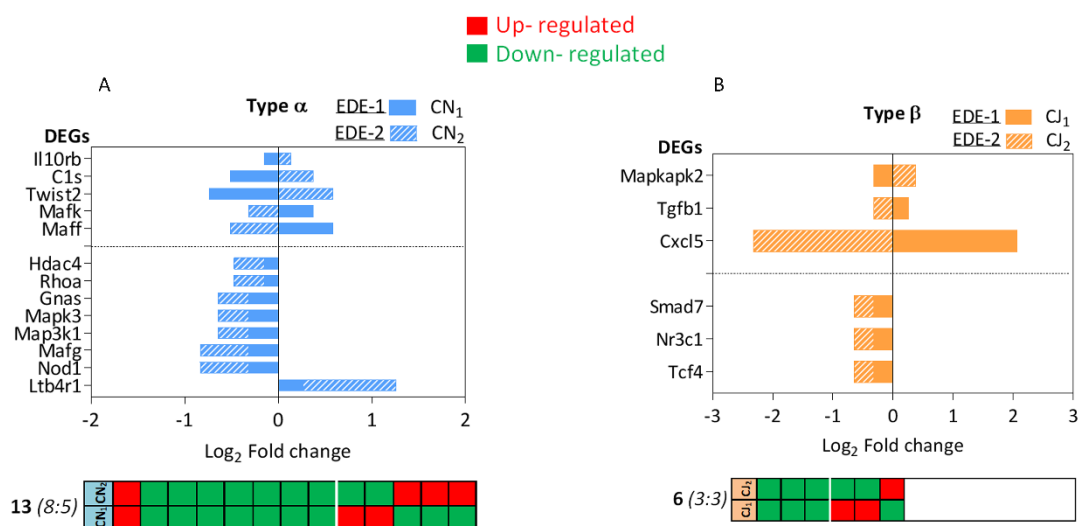 Up- regulated
Down- regulated
A
Type α
EDE-1 CN₁
EDE-2 CN₂
DEGs
Il10rb
C1s
Twist2
Mafk
Maff
Hdac4
Rhoa
Gnas
Mapk3
Map3k1
Mafg
Nod1
Ltb4r1
-2 -1 0 1 2
Log₂ Fold change
13 (8:5)
CN₂
CN₁
B
Type β
EDE-1 CJ₁
EDE-2 CJ₂
DEGs
Mapkapk2
Tgfb1
Cxcl5
Smad7
Nr3c1
Tcf4
-3 -2 -1 0 1 2 3
Log₂ Fold change
6 (3:3)
CJ₂
CJ₁